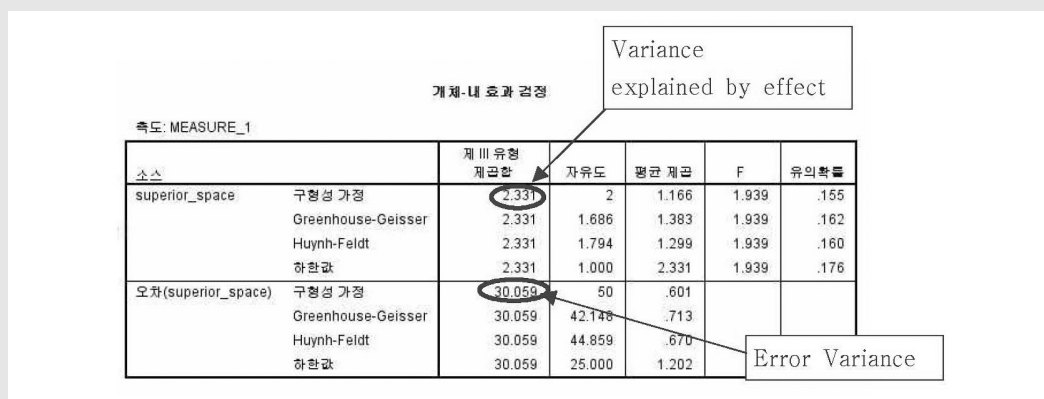 Variance
explained by effect
개체-내 효과 검정
측도: MEASURE_1
소스 제 III 유형 제곱합 자유도 평균 제곱 F 유의확률
superior_space 구형성 가정 2.331 2 1.166 1.939 .155
Greenhouse-Geisser 2.331 1.686 1.383 1.939 .162
Huynh-Feldt 2.331 1.794 1.299 1.939 .160
하한값 2.331 1.000 2.331 1.939 .176
오차(superior_space) 구형성 가정 30.059 50 .601
Greenhouse-Geisser 30.059 42.148 .713
Huynh-Feldt 30.059 44.859 .670
하한값 30.059 25.000 1.202
Error Variance